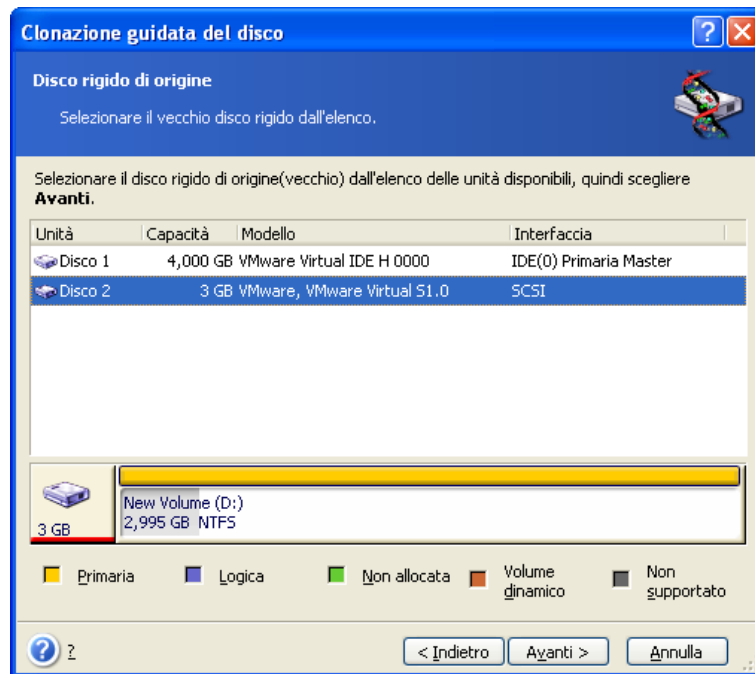 Clonazione guidata del disco
Disco rigido di origine
Selezionare il vecchio disco rigido dall'elenco.
Selezionare il disco rigido di origine(vecchio) dall'elenco delle unità disponibili, quindi scegliere
Avanti.
Unità Capacità Modello Interfaccia
Disco 1 4,000 GB VMware Virtual IDE H 0000 IDE(0) Primaria Master
Disco 2 3 GB VMware, VMware Virtual S1.0 SCSI
New Volume (D:)
3 GB 2,995 GB NTFS
Primaria Logica Non allocata Volume dinamico Non supportato
? < Indietro Avanti > Annulla